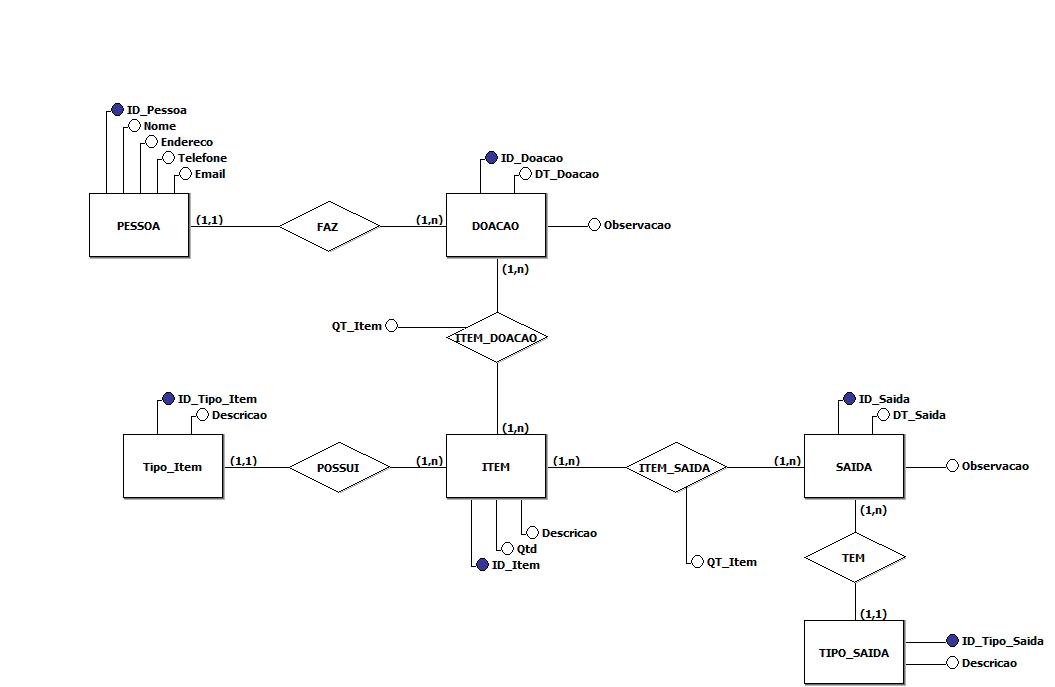 ID_Pessoa
Nome
Endereco
Telefone
Email
ID_Doacao
DT_Doacao
PESSOA
(1,1)
FAZ
(1,n)
DOACAO
Observacao
(1,n)
QT_Item
ITEM_DOACAO
ID_Tipo_Item
Descricao
ID_Saida
DT_Saida
(1,n)
Tipo_Item
(1,1)
POSSUI
(1,n)
ITEM
(1,n)
ITEM_SAIDA
(1,n)
SAIDA
Observacao
(1,n)
Descricao
Qtd
ID_Item
QT_Item
TEM
(1,1)
TIPO_SAIDA
ID_Tipo_Saida
Descricao